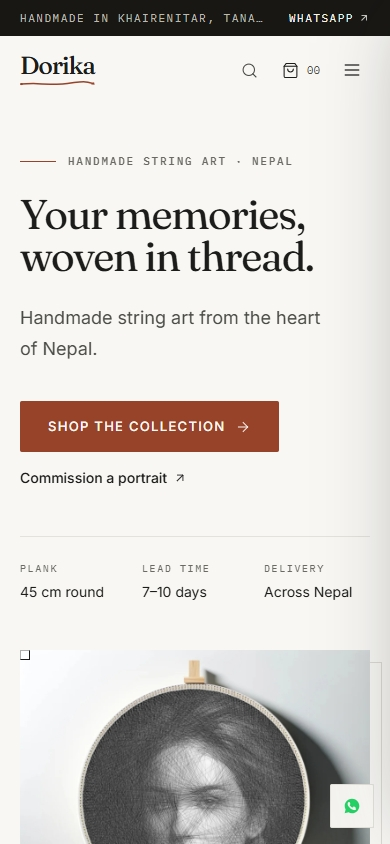 HANDMADE IN KHAIRENITAR, TANA…
WHATSAPP ↗
Dorika
00
HANDMADE STRING ART · NEPAL
Your memories,
woven in thread.
Handmade string art from the heart
of Nepal.
SHOP THE COLLECTION →
Commission a portrait ↗
PLANK LEAD TIME DELIVERY
45 cm round 7–10 days Across Nepal